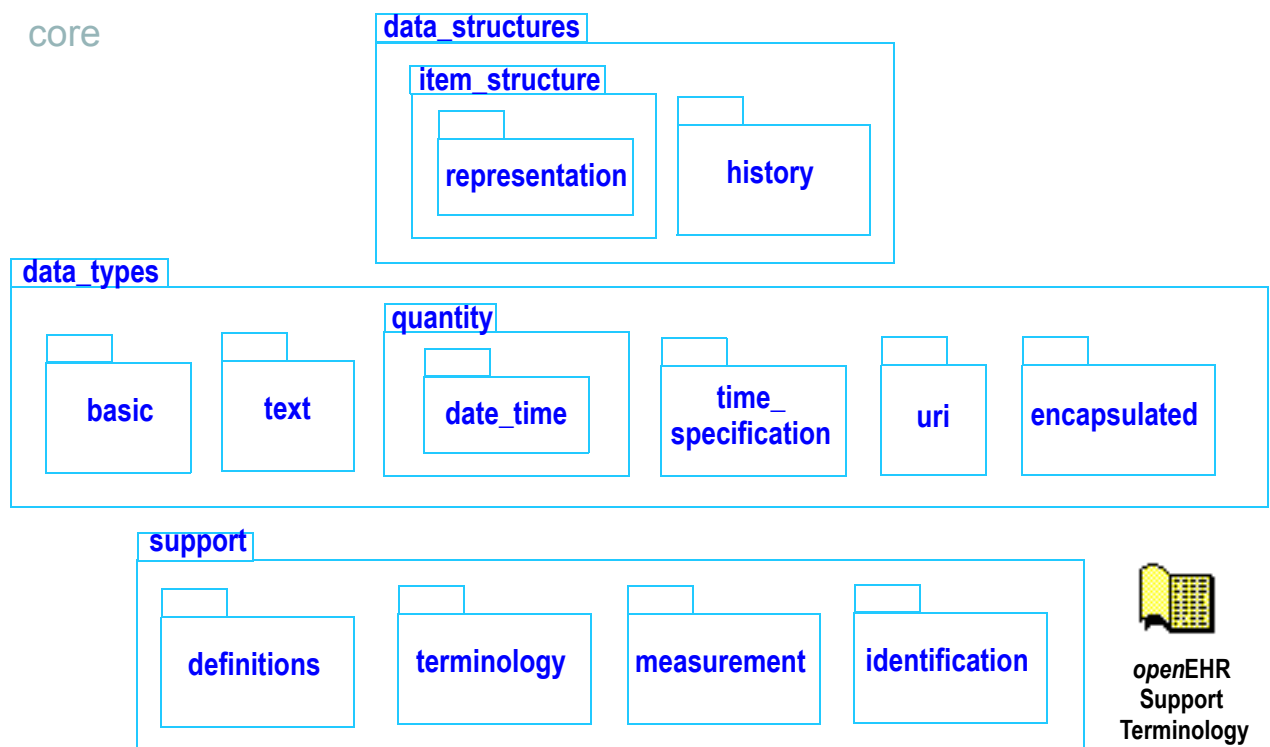 core
data_structures
item_structure
representation
history
data_types
quantity
basic
text
date_time
time_
specification
uri
encapsulated
support
definitions
terminology
measurement
identification
openEHR
Support
Terminology